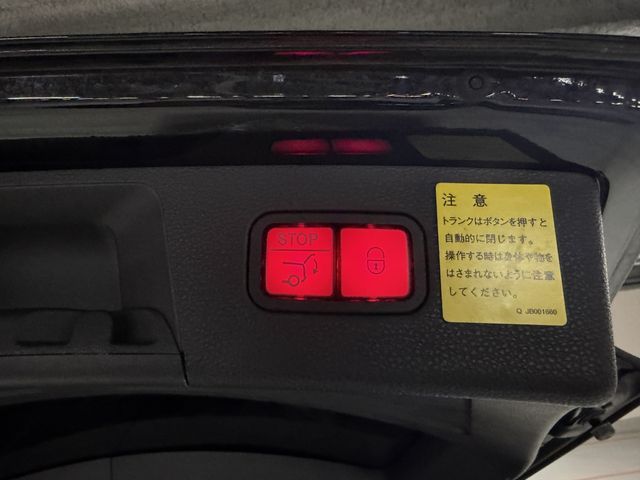 STOP
注 意
トランクはボタンを押すと
自動的に閉じます。
操作する時は身体や物を
はさまれないように注意
してください。
Q JB001660